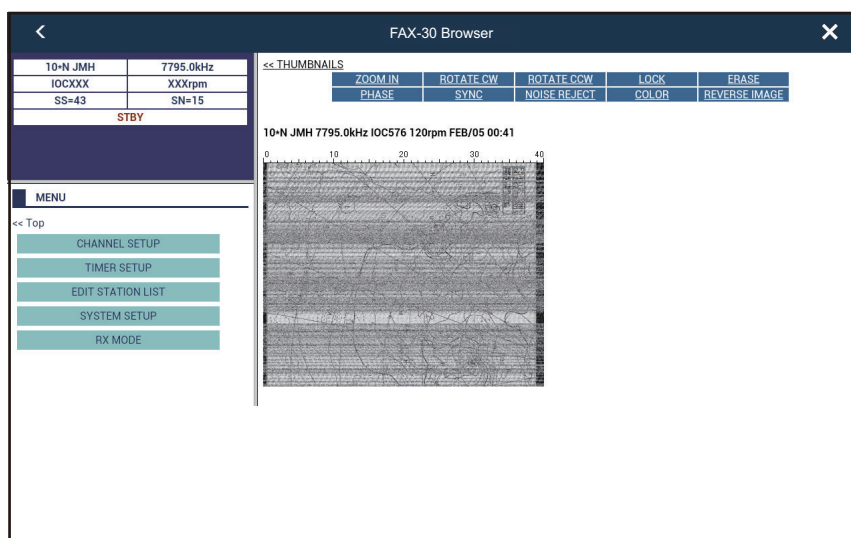 FAX-30 Browser
10*N JMH 7795.0kHz
IOCXXX XXXrpm
SS=43 SN=15
STBY
MENU
<< Top
CHANNEL SETUP
TIMER SETUP
EDIT STATION LIST
SYSTEM SETUP
RX MODE
<< THUMBNAILS
ZOOM IN ROTATE CW ROTATE CCW LOCK ERASE
PHASE SYNC NOISE REJECT COLOR REVERSE IMAGE
10*N JMH 7795.0kHz IOC576 120rpm FEB/05 00:41
0 10 20 30 40